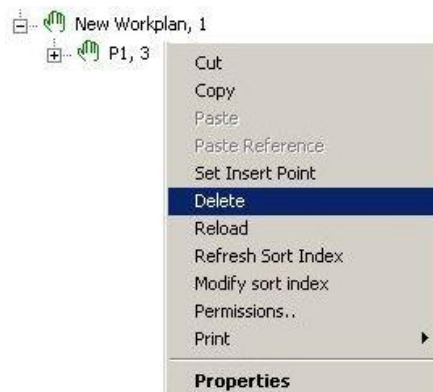 New Workplan, 1
P1, 3
Cut
Copy
Paste
Paste Reference
Set Insert Point
Delete
Reload
Refresh Sort Index
Modify sort index
Permissions..
Print
Properties